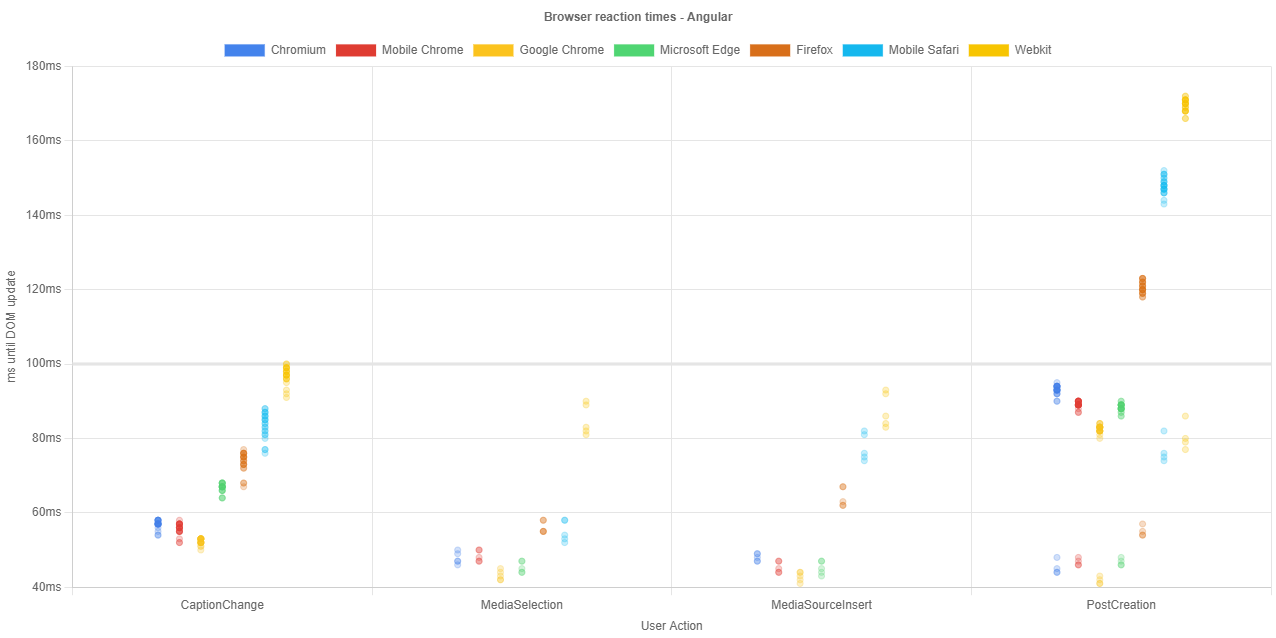 Browser reaction times - Angular
Chromium Mobile Chrome Google Chrome Microsoft Edge Firefox Mobile Safari Webkit
180ms
160ms
140ms
120ms
100ms
80ms
60ms
40ms
ms until DOM update
CaptionChange MediaSelection MediaSourceInsert PostCreation
User Action